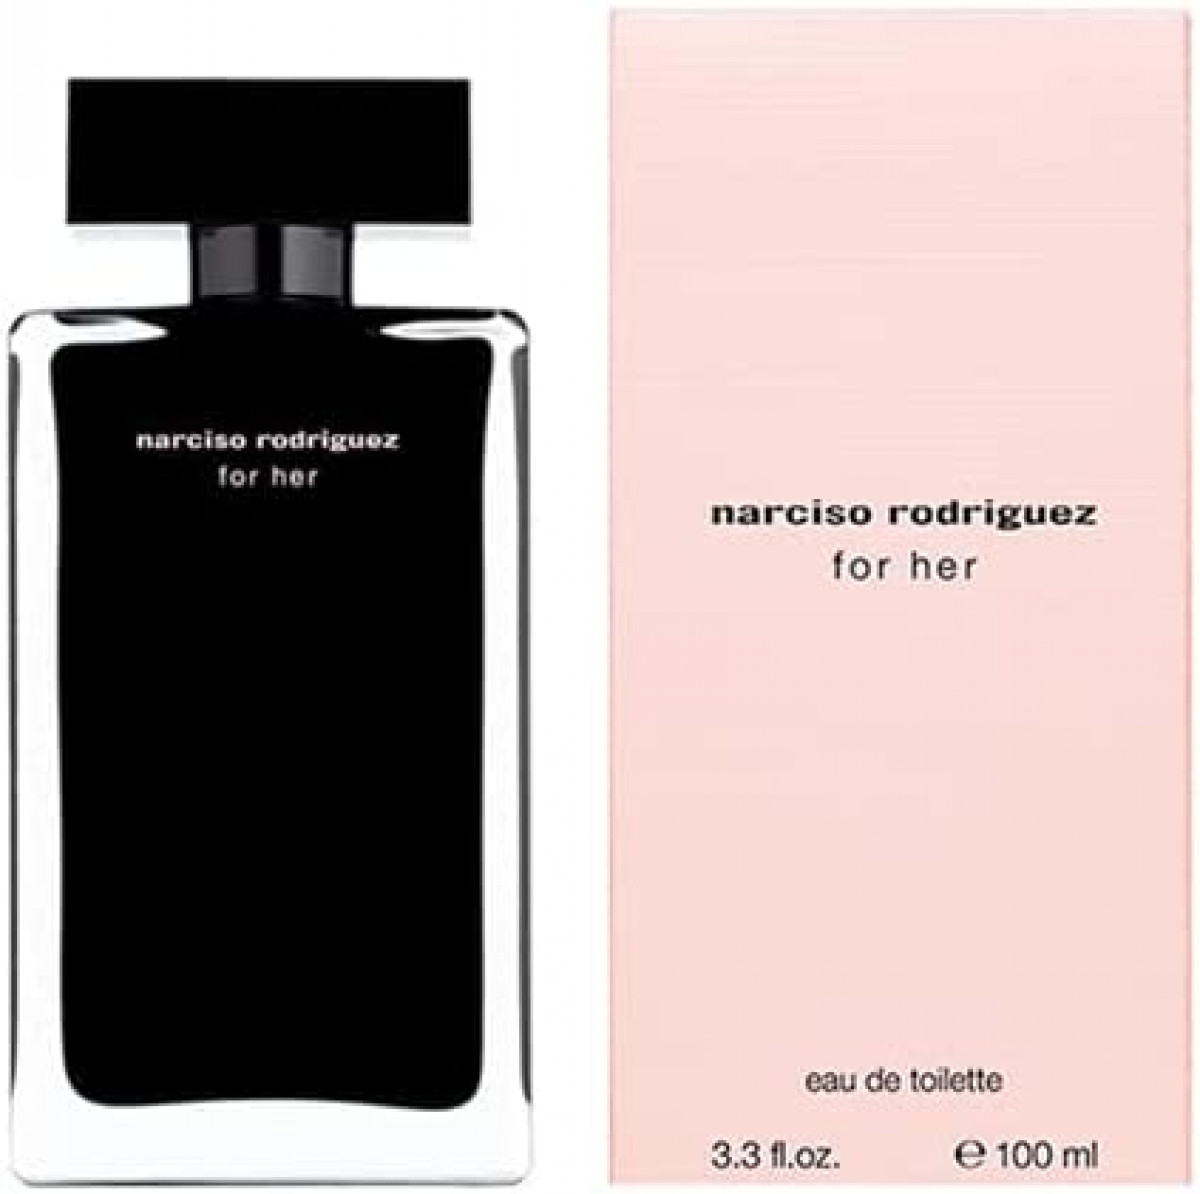 narciso rodriguez
for her
narciso rodriguez
for her
eau de toilette
3.3 fl.oz. ℮ 100 ml